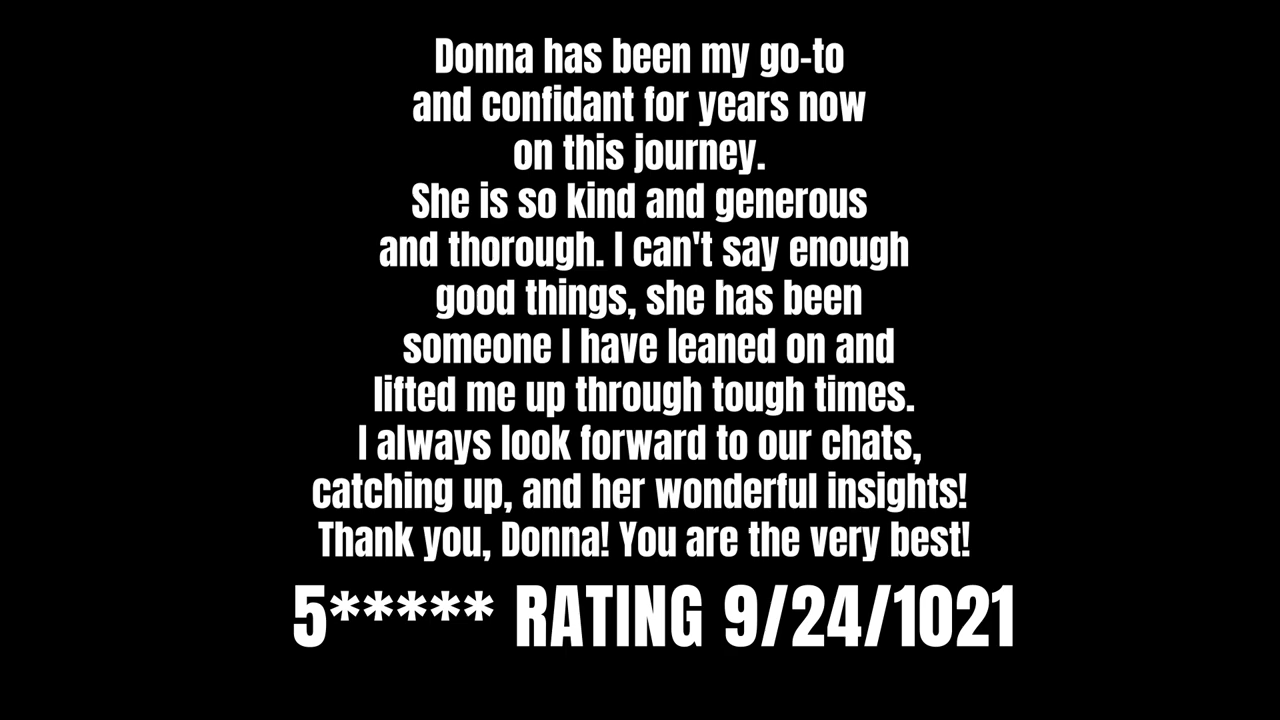 Donna has been my go-to
and confidant for years now
on this journey.
She is so kind and generous
and thorough. I can't say enough
good things, she has been
someone I have leaned on and
lifted me up through tough times.
I always look forward to our chats,
catching up, and her wonderful insights!
Thank you, Donna! You are the very best!
5***** RATING 9/24/1021